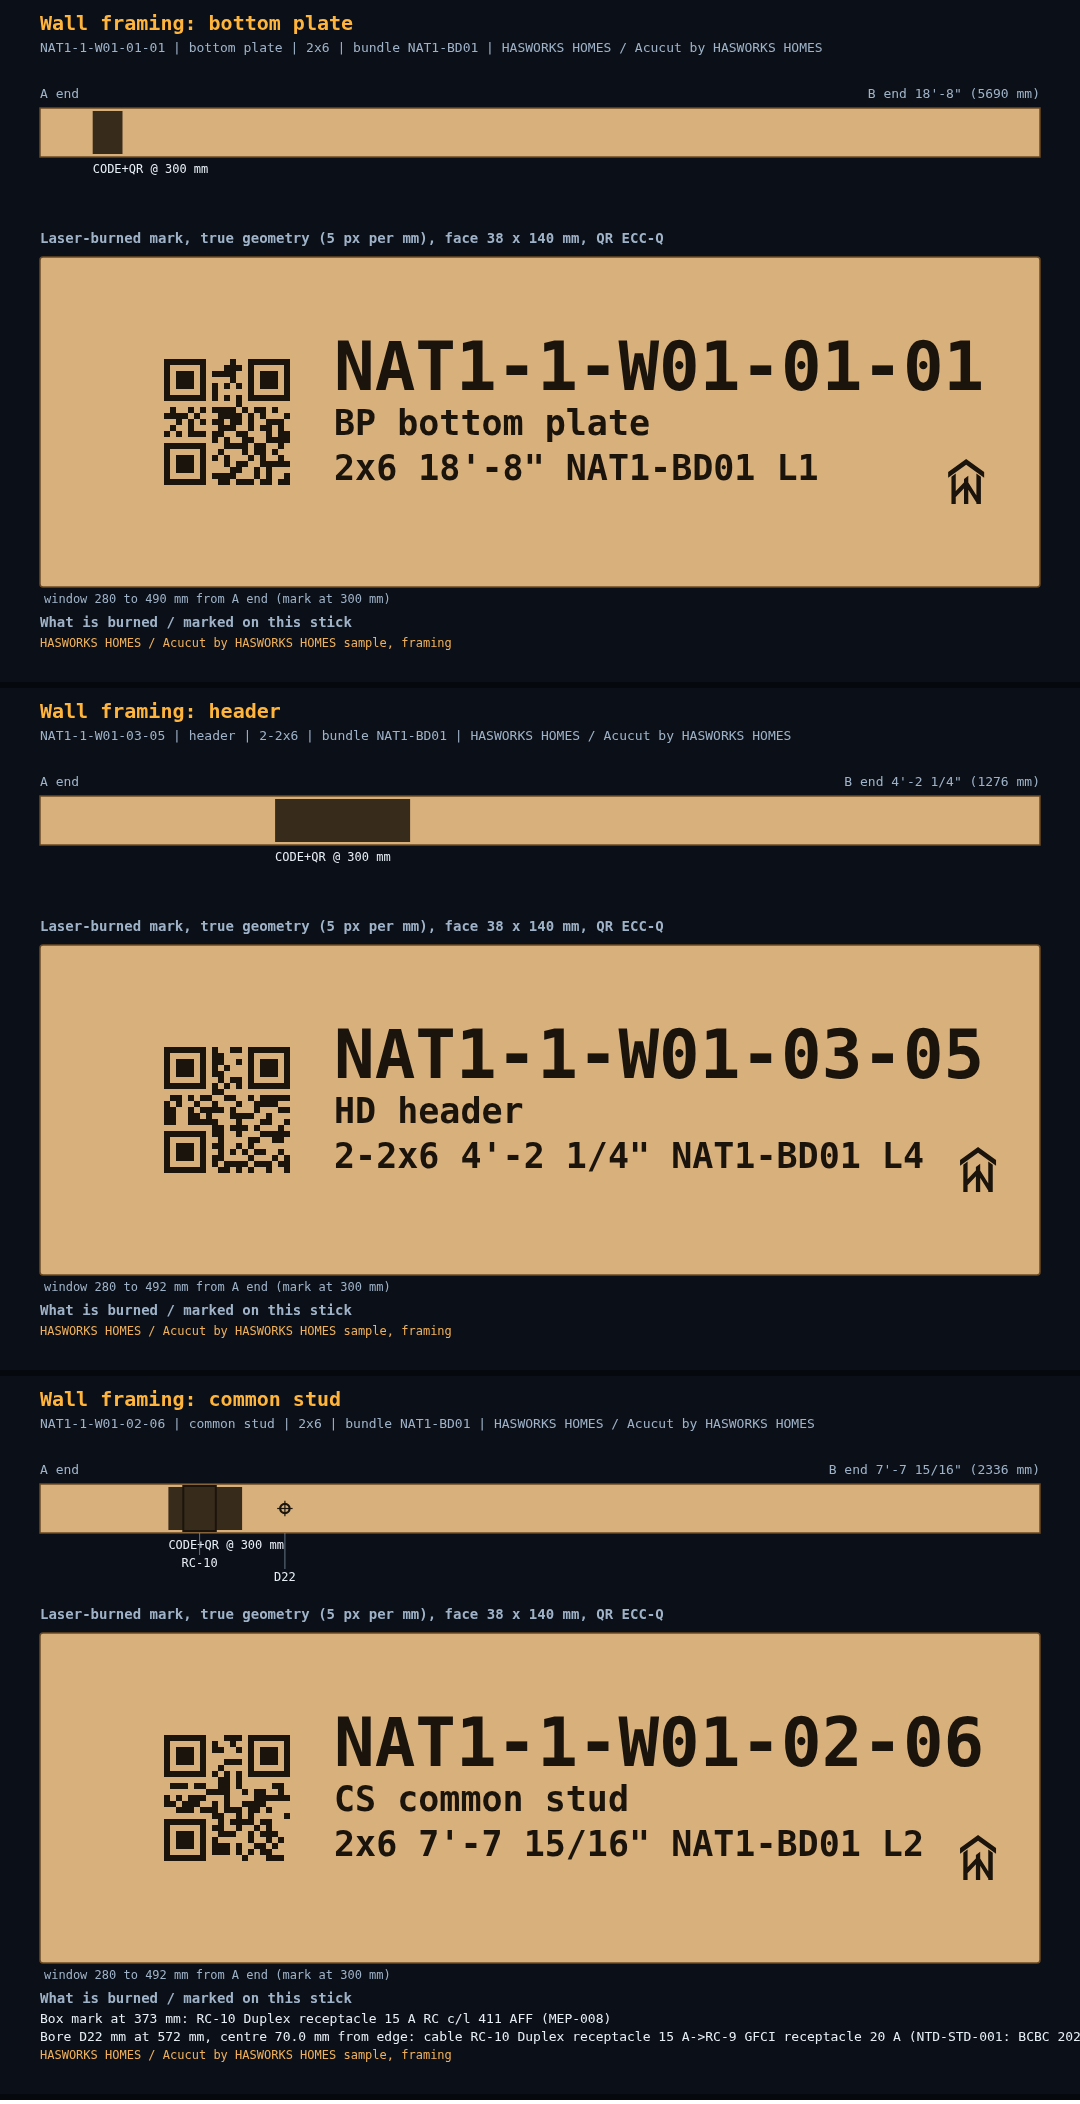 Wall framing: bottom plate
NAT1-1-W01-01-01 | bottom plate | 2x6 | bundle NAT1-BD01 | HASWORKS HOMES / Acucut by HASWORKS HOMES
A end
B end 18'-8" (5690 mm)
CODE+QR @ 300 mm
Laser-burned mark, true geometry (5 px per mm), face 38 x 140 mm, QR ECC-Q
NAT1-1-W01-01-01
BP bottom plate
2x6 18'-8" NAT1-BD01 L1
window 280 to 490 mm from A end (mark at 300 mm)
What is burned / marked on this stick
HASWORKS HOMES / Acucut by HASWORKS HOMES sample, framing
Wall framing: header
NAT1-1-W01-03-05 | header | 2-2x6 | bundle NAT1-BD01 | HASWORKS HOMES / Acucut by HASWORKS HOMES
A end
B end 4'-2 1/4" (1276 mm)
CODE+QR @ 300 mm
Laser-burned mark, true geometry (5 px per mm), face 38 x 140 mm, QR ECC-Q
NAT1-1-W01-03-05
HD header
2-2x6 4'-2 1/4" NAT1-BD01 L4
window 280 to 492 mm from A end (mark at 300 mm)
What is burned / marked on this stick
HASWORKS HOMES / Acucut by HASWORKS HOMES sample, framing
Wall framing: common stud
NAT1-1-W01-02-06 | common stud | 2x6 | bundle NAT1-BD01 | HASWORKS HOMES / Acucut by HASWORKS HOMES
A end
B end 7'-7 15/16" (2336 mm)
CODE+QR @ 300 mm
RC-10
D22
Laser-burned mark, true geometry (5 px per mm), face 38 x 140 mm, QR ECC-Q
NAT1-1-W01-02-06
CS common stud
2x6 7'-7 15/16" NAT1-BD01 L2
window 280 to 492 mm from A end (mark at 300 mm)
What is burned / marked on this stick
Box mark at 373 mm: RC-10 Duplex receptacle 15 A RC c/l 411 AFF (MEP-008)
Bore D22 mm at 572 mm, centre 70.0 mm from edge: cable RC-10 Duplex receptacle 15 A->RC-9 GFCI receptacle 20 A (NTD-STD-001: BCBC 202
HASWORKS HOMES / Acucut by HASWORKS HOMES sample, framing